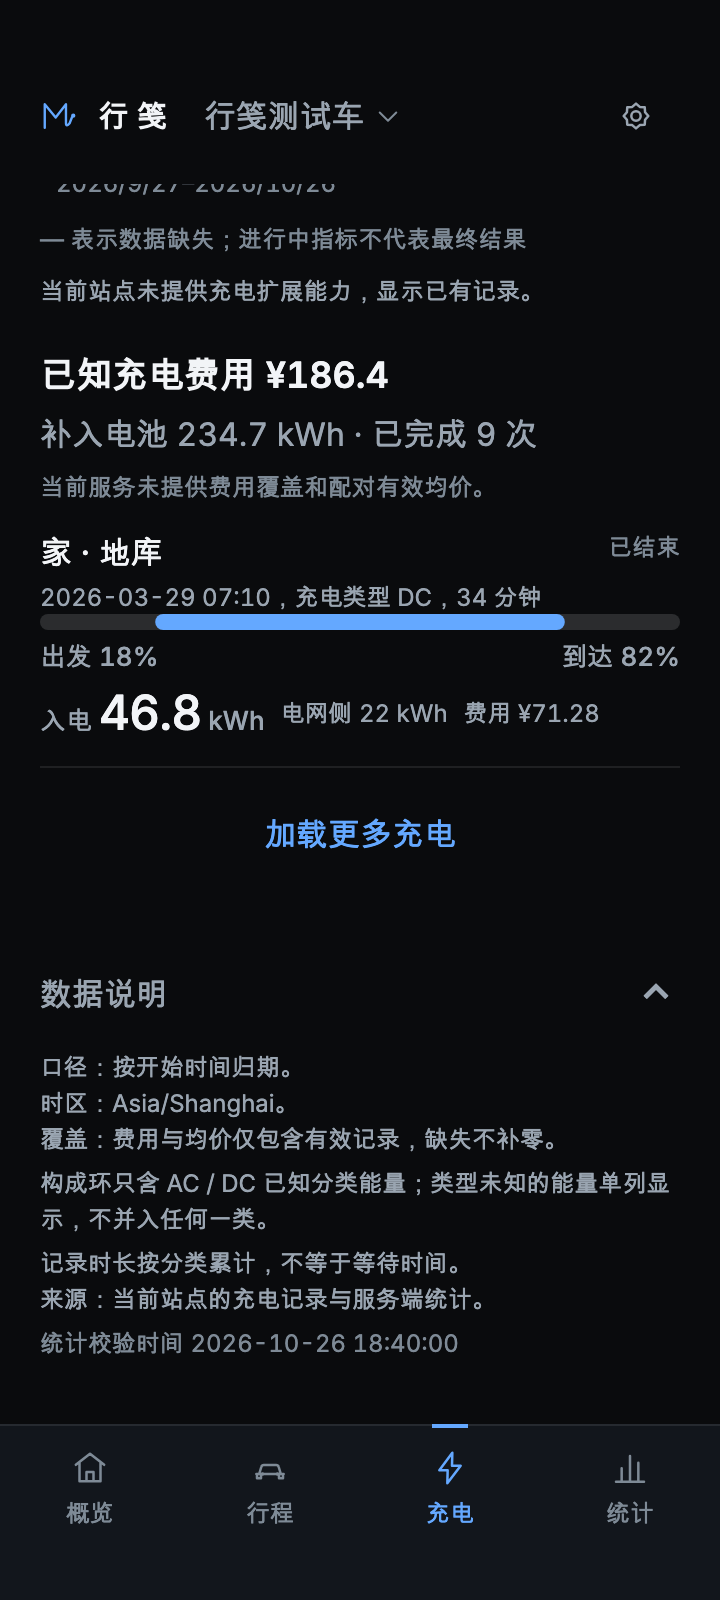 行笺 行笺测试车
2026/9/27–2026/10/26
— 表示数据缺失；进行中指标不代表最终结果
当前站点未提供充电扩展能力，显示已有记录。
已知充电费用 ¥186.4
补入电池 234.7 kWh · 已完成 9 次
当前服务未提供费用覆盖和配对有效均价。
家 · 地库 已结束
2026-03-29 07:10，充电类型 DC，34 分钟
出发 18% 到达 82%
入电 46.8 kWh 电网侧 22 kWh 费用 ¥71.28
加载更多充电
数据说明
口径：按开始时间归期。
时区：Asia/Shanghai。
覆盖：费用与均价仅包含有效记录，缺失不补零。
构成环只含 AC / DC 已知分类能量；类型未知的能量单列显
示，不并入任何一类。
记录时长按分类累计，不等于等待时间。
来源：当前站点的充电记录与服务端统计。
统计校验时间 2026-10-26 18:40:00
概览 行程 充电 统计